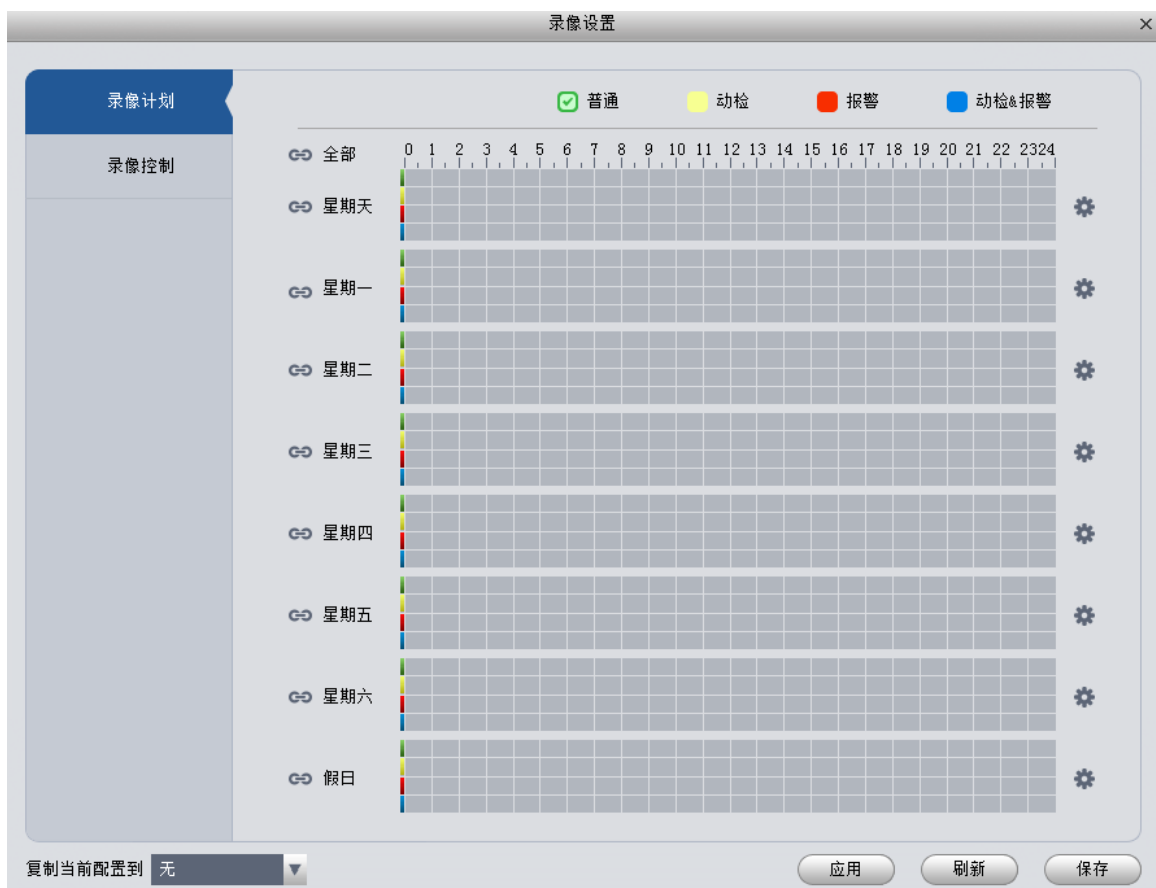 录像设置
录像计划
录像控制
普通 动检 报警 动检&报警
全部 0 1 2 3 4 5 6 7 8 9 10 11 12 13 14 15 16 17 18 19 20 21 22 23 24
星期天
星期一
星期二
星期三
星期四
星期五
星期六
假日
复制当前配置到 无 应用 刷新 保存